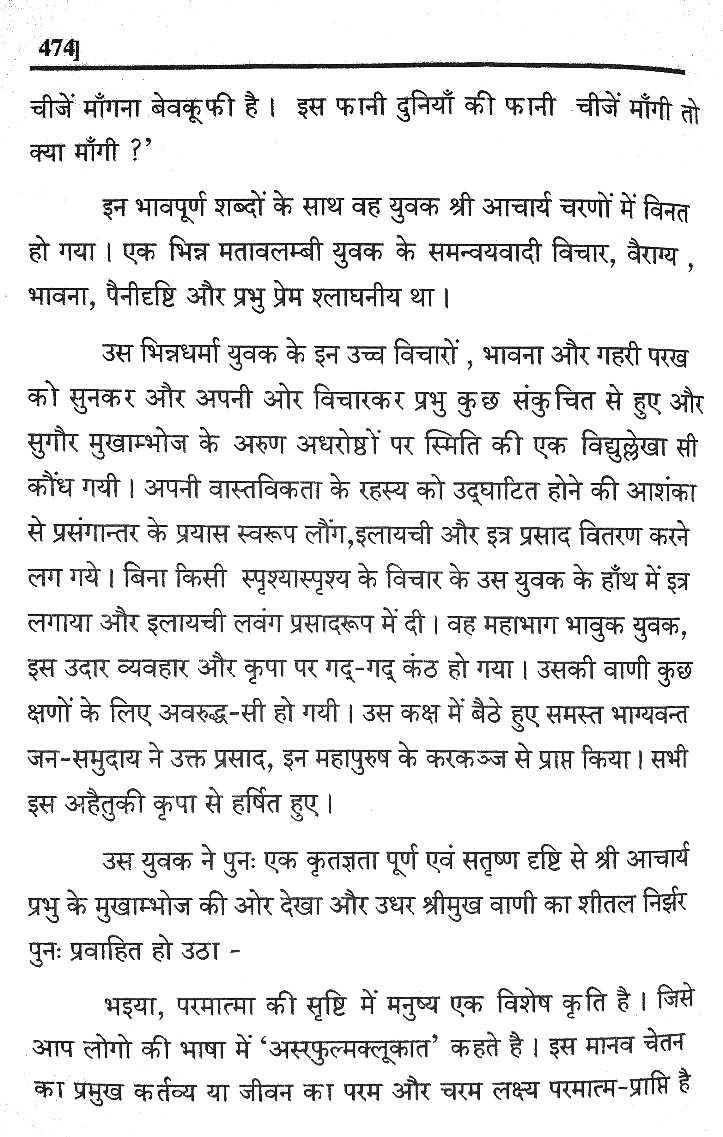 474]
चीजें माँगना बेवकूफी है। इस फानी दुनियाँ की फानी चीजें माँगी तो
क्या माँगी ?’
इन भावपूर्ण शब्दों के साथ वह युवक श्री आचार्य चरणों में विनत
हो गया। एक भिन्न मतावलम्बी युवक के समन्वयवादी विचार, वैराग्य ,
भावना, पैनीदृष्टि और प्रभु प्रेम श्लाघनीय था।
उस भिन्नधर्मा युवक के इन उच्च विचारों , भावना और गहरी परख
को सुनकर और अपनी ओर विचारकर प्रभु कुछ संकुचित से हुए और
सुगौर मुखाम्भोज के अरुण अधरोष्ठों पर स्मिति की एक विद्युल्लेखा सी
कौंध गयी। अपनी वास्तविकता के रहस्य को उद्‌घाटित होने की आशंका
से प्रसंगान्तर के प्रयास स्वरूप लौंग,इलायची और इत्र प्रसाद वितरण करने
लग गये। बिना किसी स्पृश्यास्पृश्य के विचार के उस युवक के हाँथ में इत्र
लगाया और इलायची लवंग प्रसादरूप में दी। वह महाभाग भावुक युवक,
इस उदार व्यवहार और कृपा पर गद्-गद् कंठ हो गया। उसकी वाणी कुछ
क्षणों के लिए अवरुद्ध-सी हो गयी। उस कक्ष में बैठे हुए समस्त भाग्यवन्त
जन-समुदाय ने उक्त प्रसाद, इन महापुरुष के करकञ्ज से प्राप्त किया। सभी
इस अहैतुकी कृपा से हर्षित हुए।
उस युवक ने पुनः एक कृतज्ञता पूर्ण एवं सतृष्ण दृष्टि से श्री आचार्य
प्रभु के मुखाम्भोज की ओर देखा और उधर श्रीमुख वाणी का शीतल निर्झर
पुनः प्रवाहित हो उठा -
भइया, परमात्मा की सृष्टि में मनुष्य एक विशेष कृति है। जिसे
आप लोगो की भाषा में ‘असरफुल्मक्लूकात’ कहते है। इस मानव चेतन
का प्रमुख कर्तव्य या जीवन का परम और चरम लक्ष्य परमात्म-प्राप्ति है